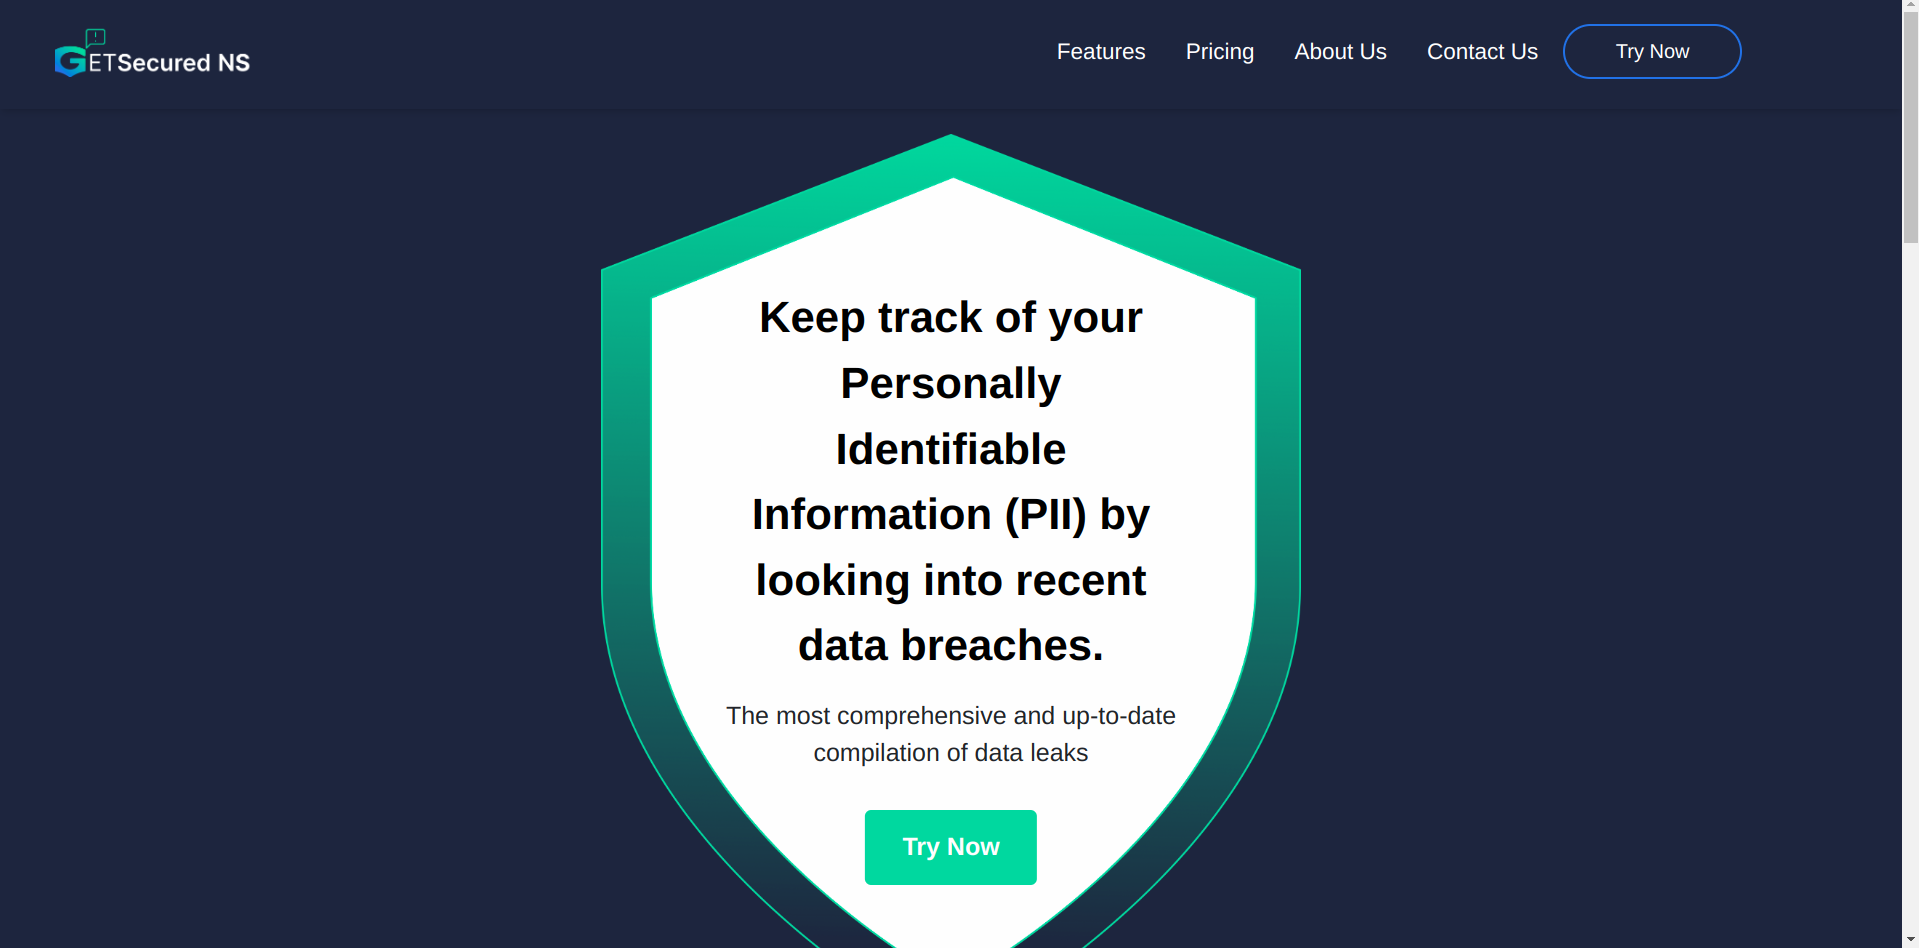 GETSecured NS
Features
Pricing
About Us
Contact Us
Try Now
Keep track of your
Personally
Identifiable
Information (PII) by
looking into recent
data breaches.
The most comprehensive and up-to-date
compilation of data leaks
Try Now